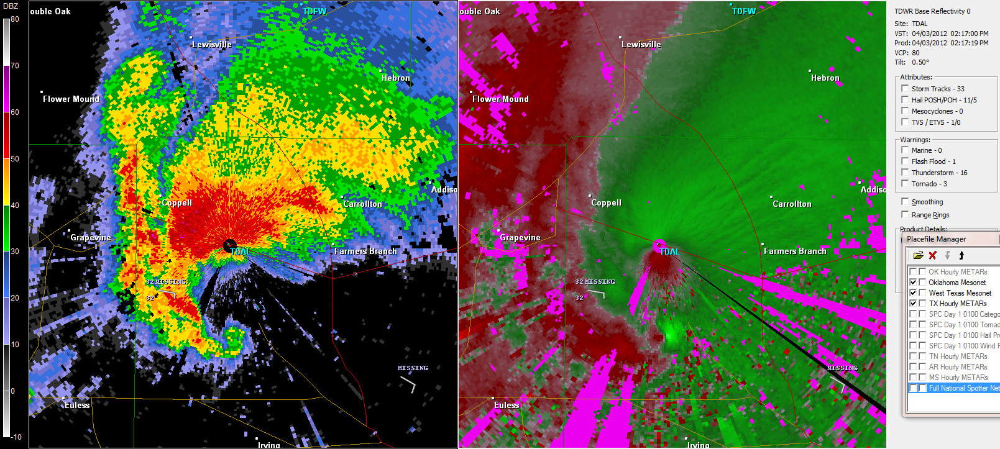 DBZ
80
70
60
50
40
30
20
10
0
-10
ouble Oak
TDFW
Lewisville
Hebron
Flower Mound
Addiso
Coppell
Carrollton
Grapevine
TDAL
Farmers Branch
32 MISSING
32
MISSING
Euless
Irving
ouble Oak
TDFW
Lewisville
Hebron
Flower Mound
Addiso
Coppell
Carrollton
Grapevine
TDAL
Farmers Branch
32 MISSING
32
MISSING
Euless
Irving
TDWR Base Reflectivity 0
Site: TDAL
VST: 04/03/2012 02:17:00 PM
Prod: 04/03/2012 02:17:19 PM
VCP: 80
Tilt: 0.50°
Attributes:
Storm Tracks - 33
Hail POSH/POH - 11/5
Mesocyclones - 0
TVS / ETVS - 1/0
Warnings:
Marine - 0
Flash Flood - 1
Thunderstorm - 16
Tornado - 3
Smoothing
Range Rings
Product Details:
Placefile Manager
OK Hourly METARs
Oklahoma Mesonet
West Texas Mesonet
TX Hourly METARs
SPC Day 1 0100 Catego
SPC Day 1 0100 Tornad
SPC Day 1 0100 Hail Pr
SPC Day 1 0100 Wind P
TN Hourly METARs
AR Hourly METARs
MS Hourly METARs
Full National Spotter Net